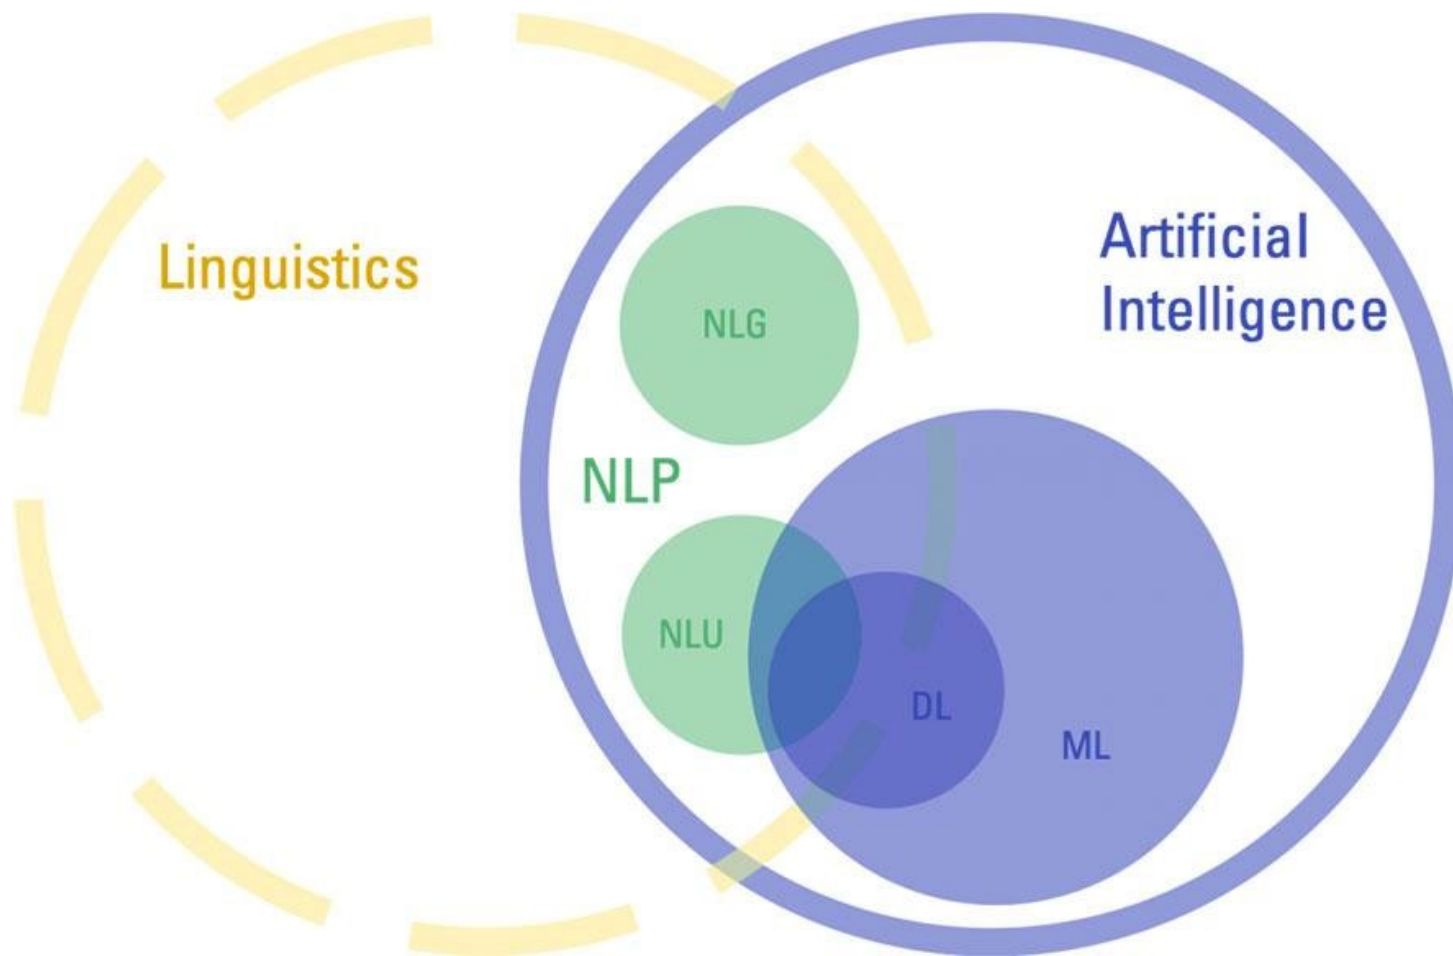 Linguistics
Artificial
Intelligence
NLG
NLP
NLU
DL
ML